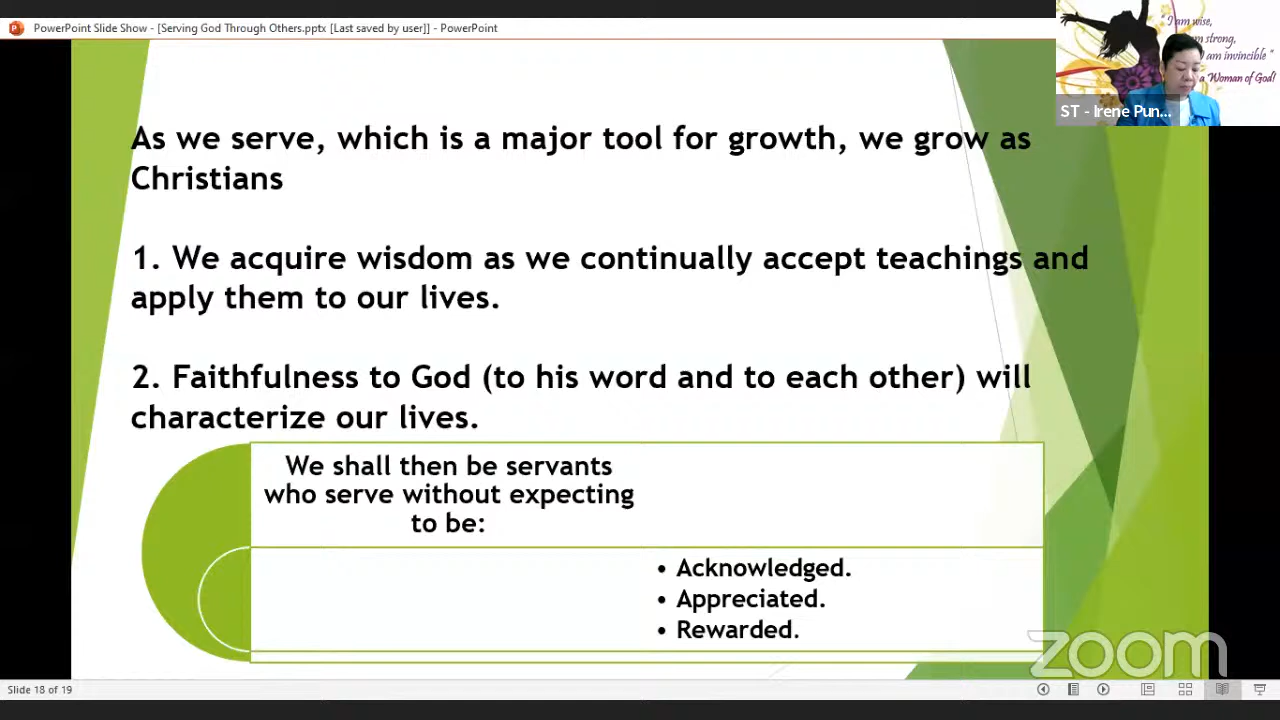 PowerPoint Slide Show - [Serving God Through Others.pptx [Last saved by user]] - PowerPoint
"I am wise,
strong,
I am invincible"
a Woman of God!
ST - Irene Pun...
As we serve, which is a major tool for growth, we grow as
Christians
1. We acquire wisdom as we continually accept teachings and
apply them to our lives.
2. Faithfulness to God (to his word and to each other) will
characterize our lives.
We shall then be servants
who serve without expecting
to be:
• Acknowledged.
• Appreciated.
• Rewarded.
zoom
Slide 18 of 19